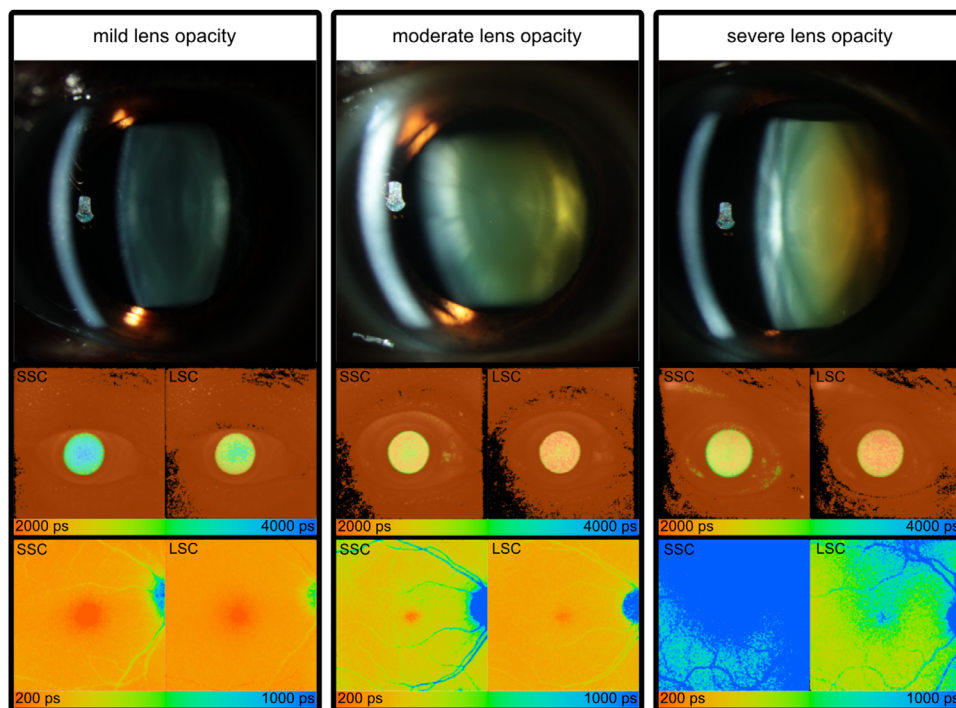 mild lens opacity
moderate lens opacity
severe lens opacity
SSC
LSC
SSC
LSC
SSC
LSC
2000 ps
4000 ps
2000 ps
4000 ps
2000 ps
4000 ps
SSC
LSC
SSC
LSC
SSC
LSC
200 ps
1000 ps
200 ps
1000 ps
200 ps
1000 ps